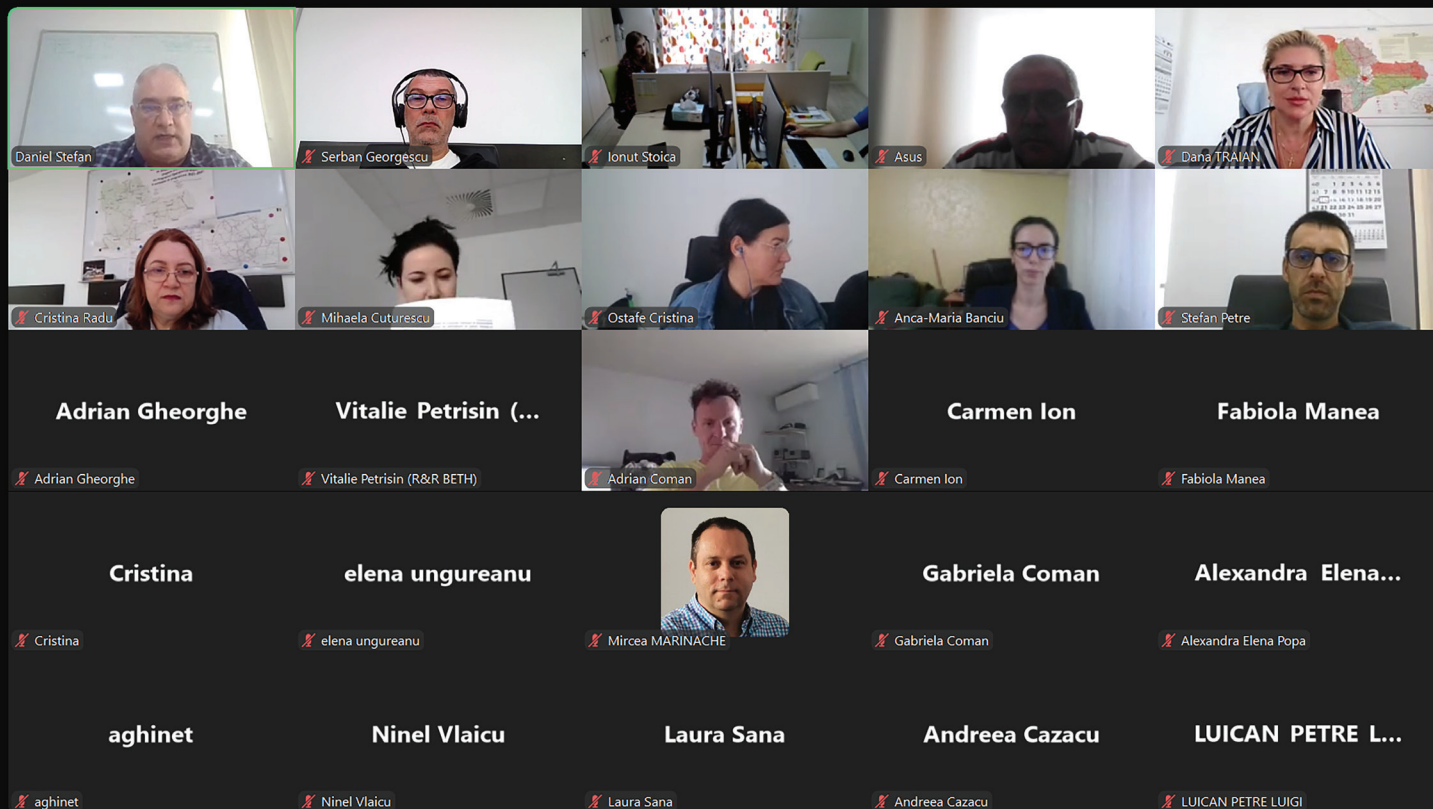 Daniel Stefan
Serban Georgescu
Ionut Stoica
Asus
Dana TRAIAN
Cristina Radu
Mihaela Cuturescu
Ostafe Cristina
Anca-Maria Banciu
Stefan Petre
Adrian Gheorghe
Vitalie Petrisin (...
Carmen Ion
Fabiola Manea
Adrian Gheorghe
Vitalie Petrisin (R&R BETH)
Adrian Coman
Carmen Ion
Fabiola Manea
Cristina
elena ungureanu
Gabriela Coman
Alexandra Elena...
Cristina
elena ungureanu
Mircea MARINACHE
Gabriela Coman
Alexandra Elena Popa
aghinet
Ninel Vlaicu
Laura Sana
Andreea Cazacu
LUICAN PETRE L...
aghinet
Ninel Vlaicu
Laura Sana
Andreea Cazacu
LUICAN PETRE LUIGI